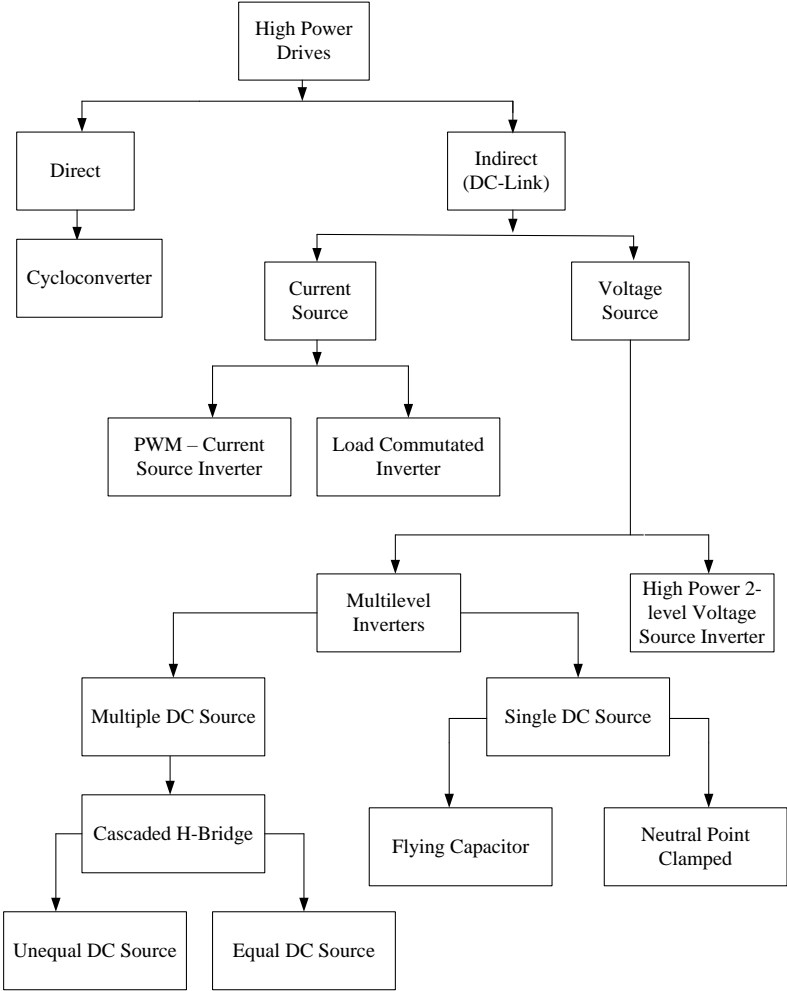 High Power
Drives
Direct
Indirect
(DC-Link)
Cycloconverter
Current
Source
Voltage
Source
PWM – Current
Source Inverter
Load Commutated
Inverter
Multilevel
Inverters
High Power 2-
level Voltage
Source Inverter
Multiple DC Source
Single DC Source
Cascaded H-Bridge
Flying Capacitor
Neutral Point
Clamped
Unequal DC Source
Equal DC Source